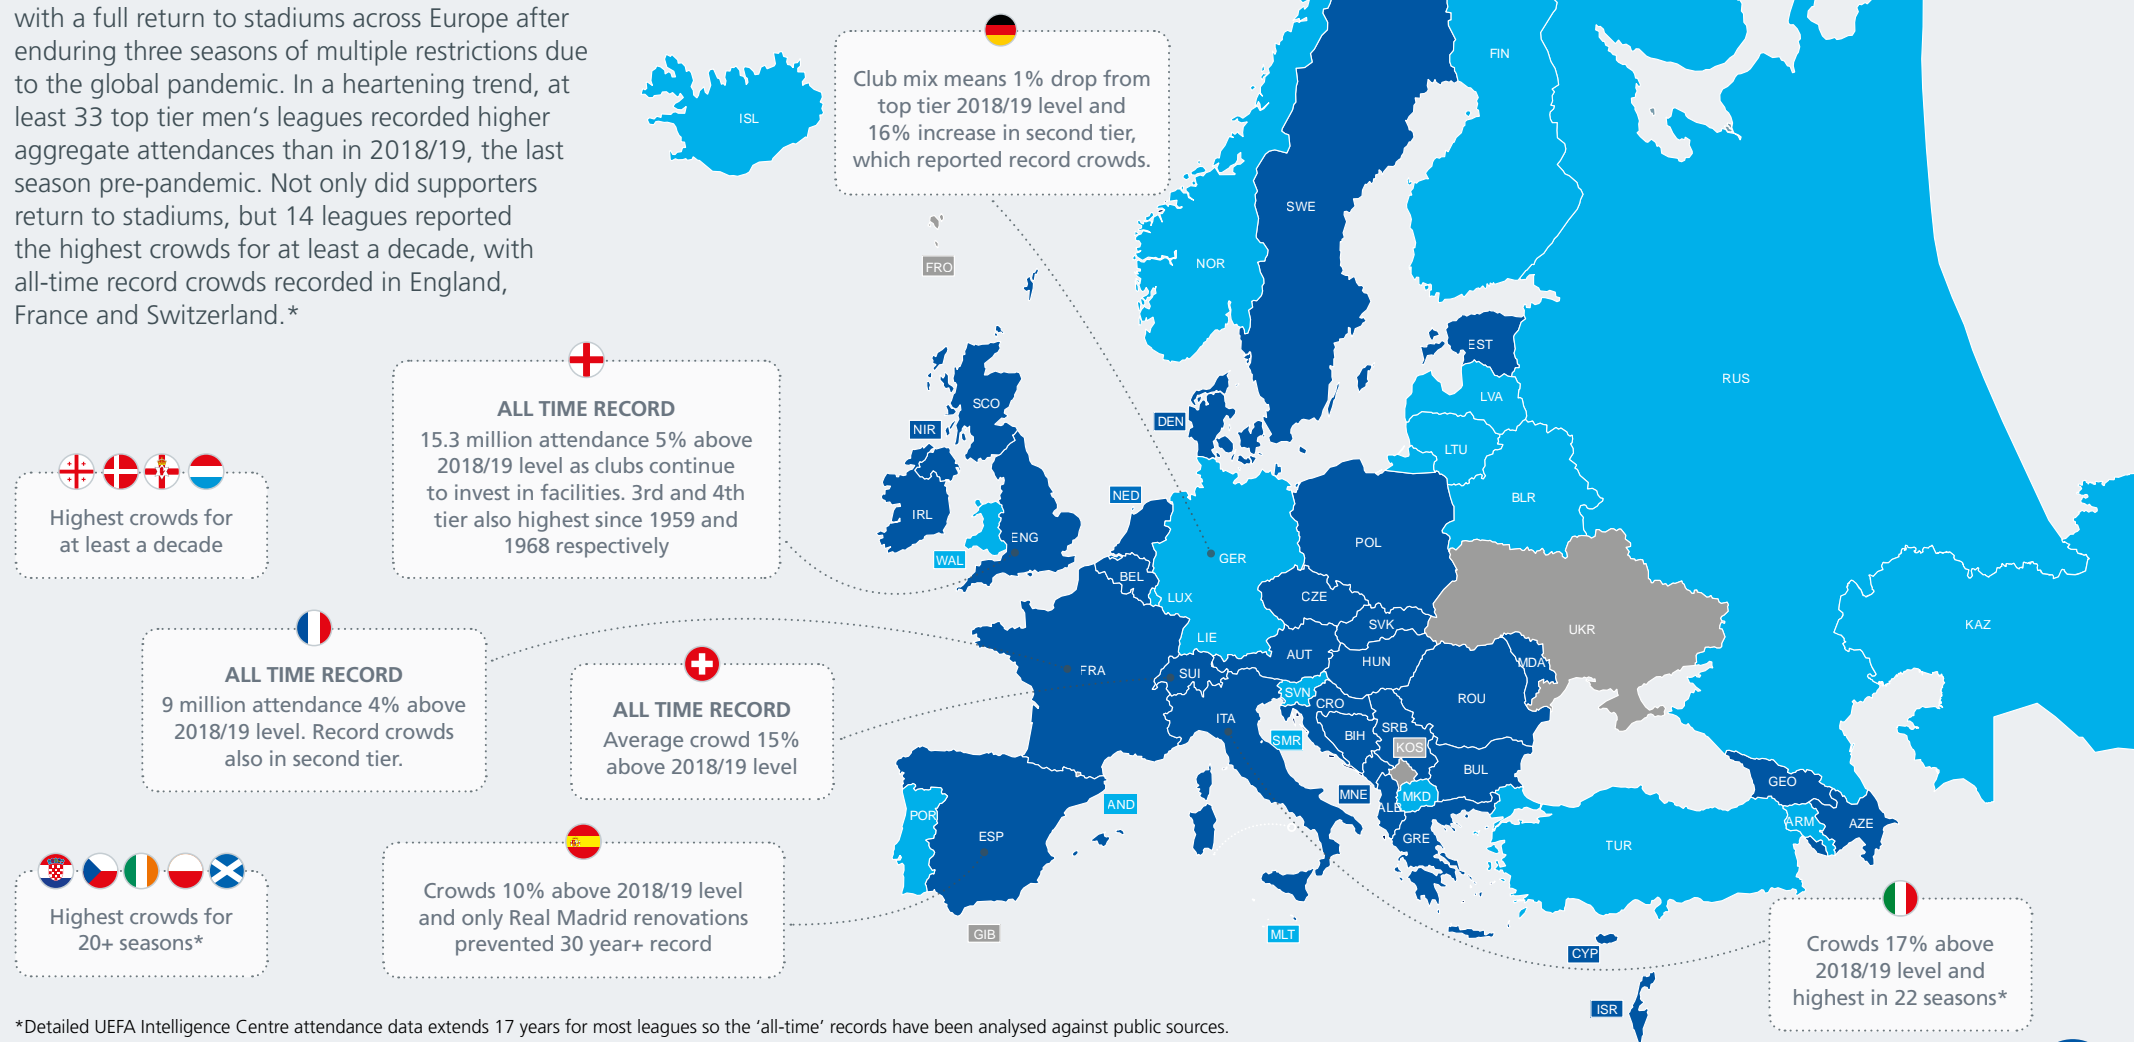 with a full return to stadiums across Europe after
enduring three seasons of multiple restrictions due
to the global pandemic. In a heartening trend, at
least 33 top tier men's leagues recorded higher
aggregate attendances than in 2018/19, the last
season pre-pandemic. Not only did supporters
return to stadiums, but 14 leagues reported
the highest crowds for at least a decade, with
all-time record crowds recorded in England,
France and Switzerland.*
Club mix means 1% drop from
top tier 2018/19 level and
16% increase in second tier,
which reported record crowds.
ALL TIME RECORD
15.3 million attendance 5% above
2018/19 level as clubs continue
to invest in facilities. 3rd and 4th
tier also highest since 1959 and
1968 respectively
Highest crowds for
at least a decade
ALL TIME RECORD
9 million attendance 4% above
2018/19 level. Record crowds
also in second tier.
ALL TIME RECORD
Average crowd 15%
above 2018/19 level
Highest crowds for
20+ seasons*
Crowds 10% above 2018/19 level
and only Real Madrid renovations
prevented 30 year+ record
Crowds 17% above
2018/19 level and
highest in 22 seasons*
ISL
FIN
SWE
NOR
FRO
EST
RUS
LVA
SCO
DEN
NIR
LTU
NED
BLR
IRL
ENG
POL
WAL
GER
BEL
CZE
LUX
SVK
UKR
KAZ
LIE
AUT
HUN
MDA
FRA
SUI
SVN
ROU
CRO
ITA
SRB
BIH
SMR
KOS
BUL
GEO
MNE
MKD
AND
ALB
POR
ARM
AZE
ESP
GRE
TUR
GIB
MLT
CYP
ISR
*Detailed UEFA Intelligence Centre attendance data extends 17 years for most leagues so the 'all-time' records have been analysed against public sources.